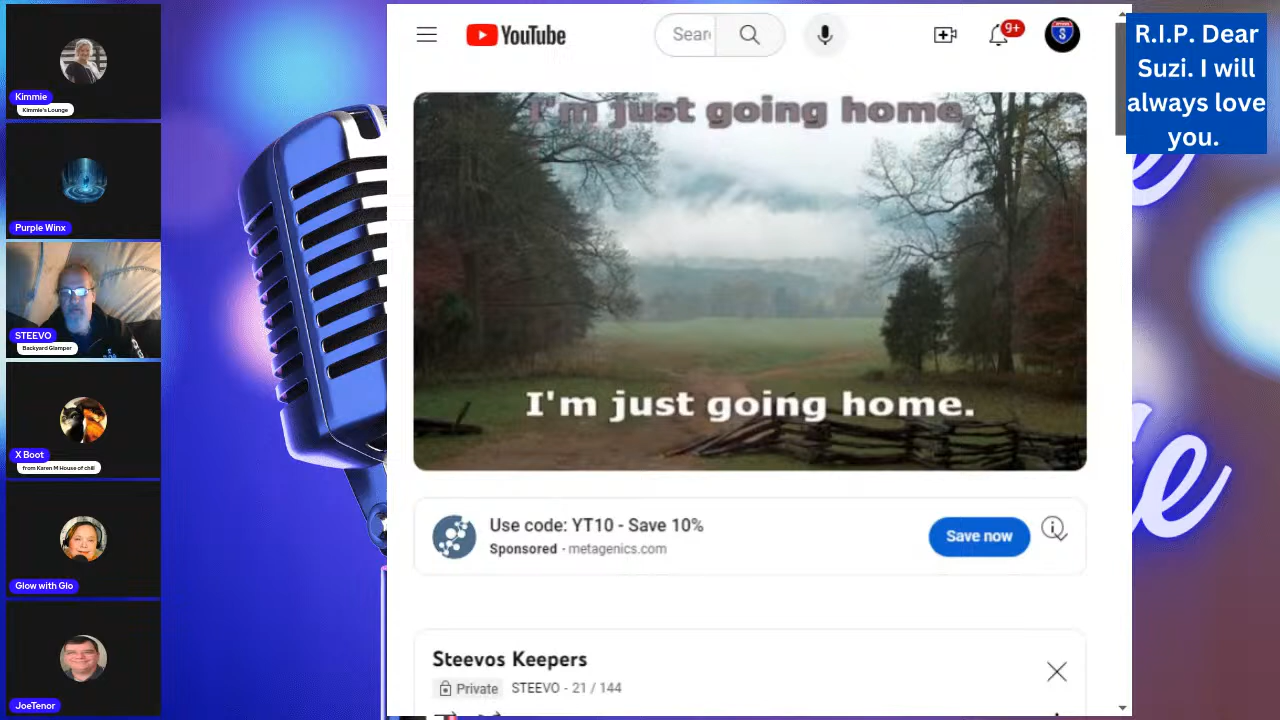 Kimmie
Kimmie's Lounge
Purple Winx
STEEVO
Backyard Glamper
X Boot
from Karen M House of chill
Glow with Glo
JoeTenor
YouTube
Sear
9+
I'm just going home,
I'm just going home.
Use code: YT10 - Save 10%
Sponsored · metagenics.com
Save now
Steevos Keepers
Private STEEVO - 21 / 144
R.I.P. Dear
Suzi. I will
always love
you.